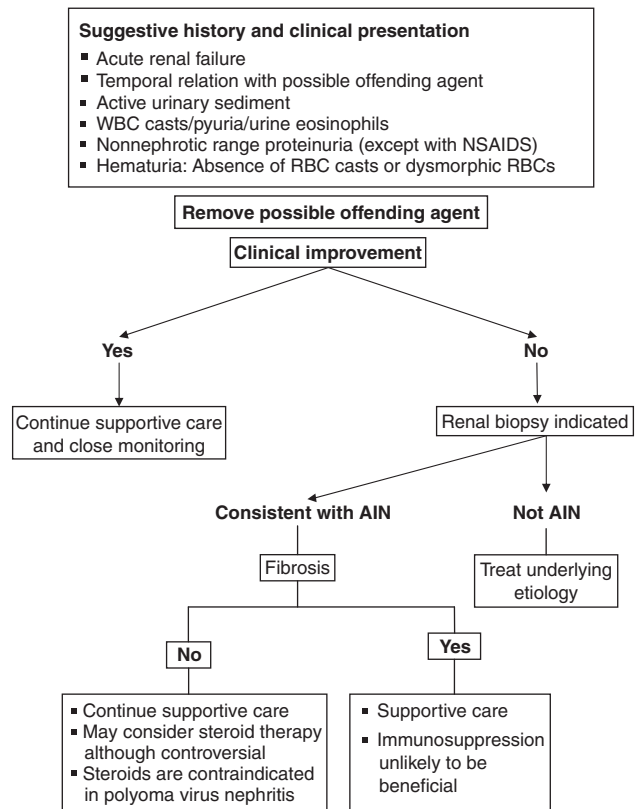 Suggestive history and clinical presentation
▪ Acute renal failure
▪ Temporal relation with possible offending agent
▪ Active urinary sediment
▪ WBC casts/pyuria/urine eosinophils
▪ Nonnephrotic range proteinuria (except with NSAIDS)
▪ Hematuria: Absence of RBC casts or dysmorphic RBCs
Remove possible offending agent
Clinical improvement
Yes
No
Continue supportive care
and close monitoring
Renal biopsy indicated
Consistent with AIN
Not AIN
Fibrosis
Treat underlying
etiology
No
Yes
▪ Continue supportive care
▪ May consider steroid therapy
although controversial
▪ Steroids are contraindicated
in polyoma virus nephritis
▪ Supportive care
▪ Immunosuppression
unlikely to be
beneficial